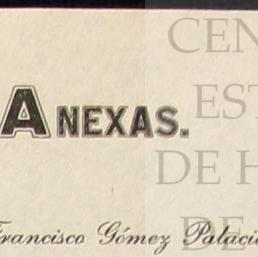 CEN
EST
ANEXAS.
DE H
Francisco Gómez Palacio
DE